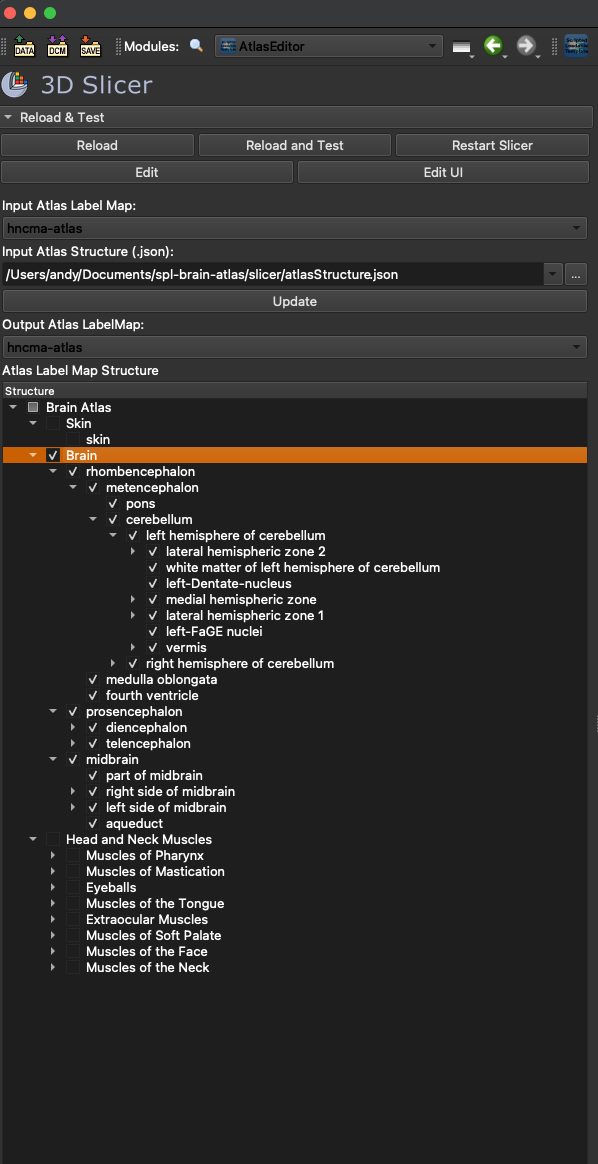 DATA DCM SAVE Modules: AtlasEditor
3D Slicer
Reload & Test
Reload Reload and Test Restart Slicer
Edit Edit UI
Input Atlas Label Map:
hncma-atlas
Input Atlas Structure (.json):
/Users/andy/Documents/spl-brain-atlas/slicer/atlasStructure.json ...
Update
Output Atlas LabelMap:
hncma-atlas
Atlas Label Map Structure
Structure
Brain Atlas
Skin
skin
Brain
rhombencephalon
metencephalon
pons
cerebellum
left hemisphere of cerebellum
lateral hemispheric zone 2
white matter of left hemisphere of cerebellum
left-Dentate-nucleus
medial hemispheric zone
lateral hemispheric zone 1
left-FaGE nuclei
vermis
right hemisphere of cerebellum
medulla oblongata
fourth ventricle
prosencephalon
diencephalon
telencephalon
midbrain
part of midbrain
right side of midbrain
left side of midbrain
aqueduct
Head and Neck Muscles
Muscles of Pharynx
Muscles of Mastication
Eyeballs
Muscles of the Tongue
Extraocular Muscles
Muscles of Soft Palate
Muscles of the Face
Muscles of the Neck